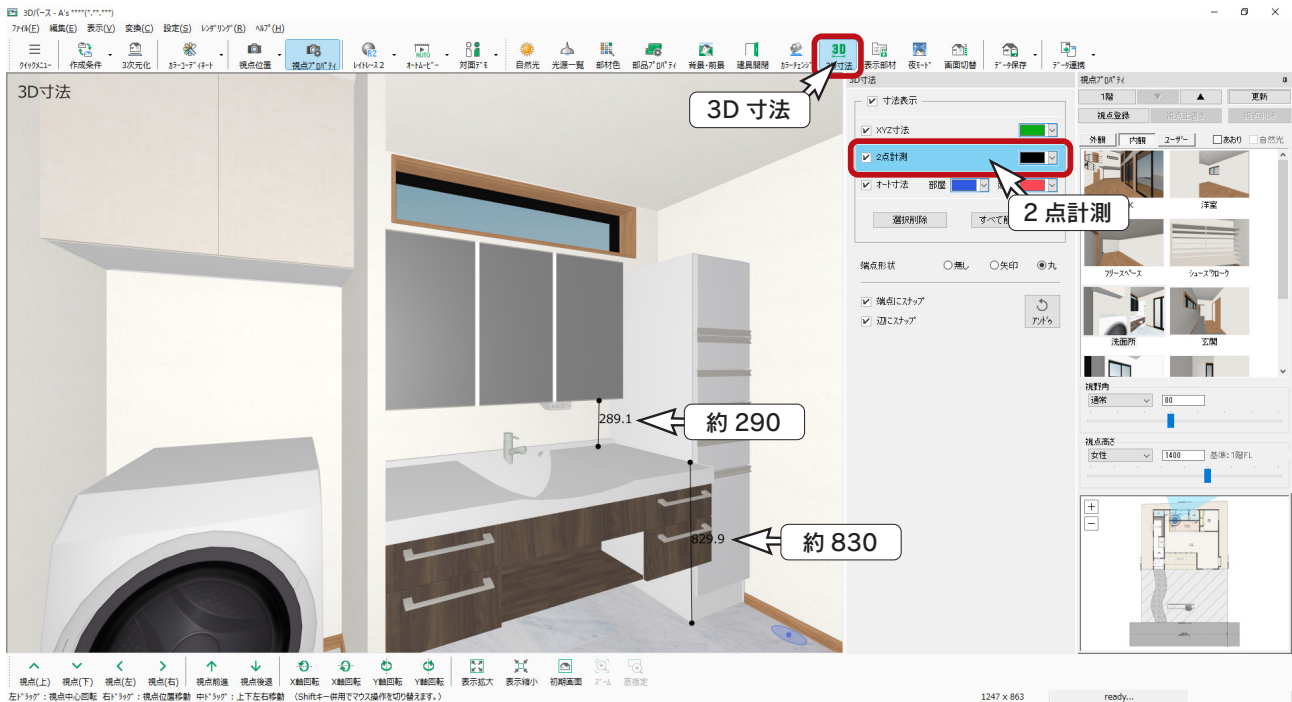 3Dパース - A's ****(*.**.***)
ファイル(F) 編集(E) 表示(V) 変換(C) 設定(S) レンダリング(R) ヘルプ(H)
クイックメニュー 作成条件 3次元化 カラーコーディネート 視点位置 視点プロパティ レイトレース2 オートムービー 対面デモ 自然光 光源一覧 部材色 部品プロパティ 背景・前景 建具開閉 カラーチェンジ 3D寸法 表示部材 夜モード 画面切替 データ保存 データ連携
3D寸法
3D 寸法
289.1
約 290
829.9
約 830
3D寸法
寸法表示
XYZ寸法
2点計測
オート寸法 部屋
2 点計測
選択削除
端点形状 無し 矢印 丸
端点にスナップ
辺にスナップ
アンドゥ
視点プロパティ
1階 ▼ ▲ 更新
視点登録 視点上書き 視点削除
外観 内観 ユーザー あおり 自然光
K 洋室
フリースペース シューズクローク
洗面所 玄関
視野角
通常 80
視点高さ
女性 1400 基準:1階FL
+
−
視点(上) 視点(下) 視点(左) 視点(右) 視点前進 視点後退 X軸回転 X軸回転 Y軸回転 Y軸回転 表示拡大 表示縮小 初期画面 ズーム 窓指定
左ドラッグ:視点中心回転 右ドラッグ:視点位置移動 中ドラッグ:上下左右移動 (Shiftキー併用でマウス操作を切り替えます。)
1247 x 863
ready...